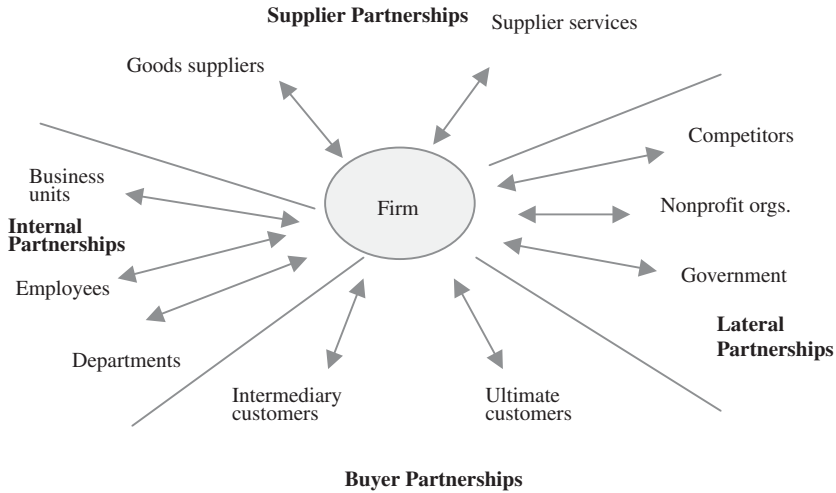 Supplier Partnerships
Supplier services
Goods suppliers
Competitors
Business
units
Firm
Nonprofit orgs.
Internal
Partnerships
Employees
Government
Lateral
Partnerships
Departments
Intermediary
customers
Ultimate
customers
Buyer Partnerships